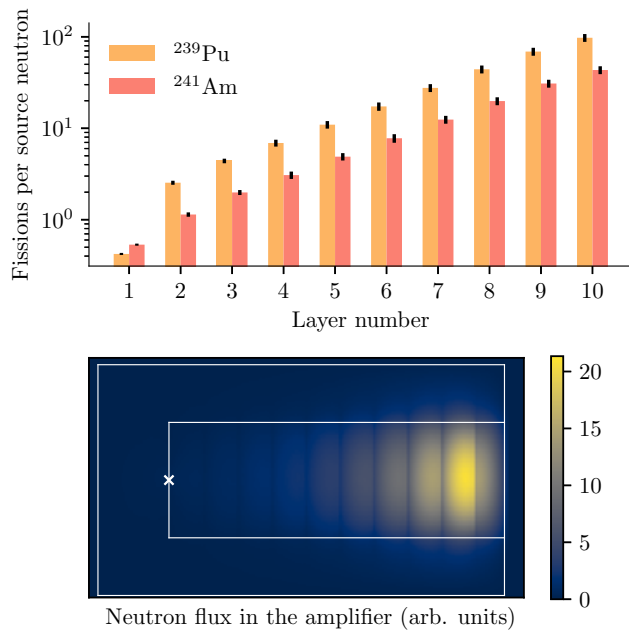 Fissions per source neutron
10²
10¹
10⁰
²³⁹Pu
²⁴¹Am
1 2 3 4 5 6 7 8 9 10
Layer number
20
15
10
5
0
Neutron flux in the amplifier (arb. units)